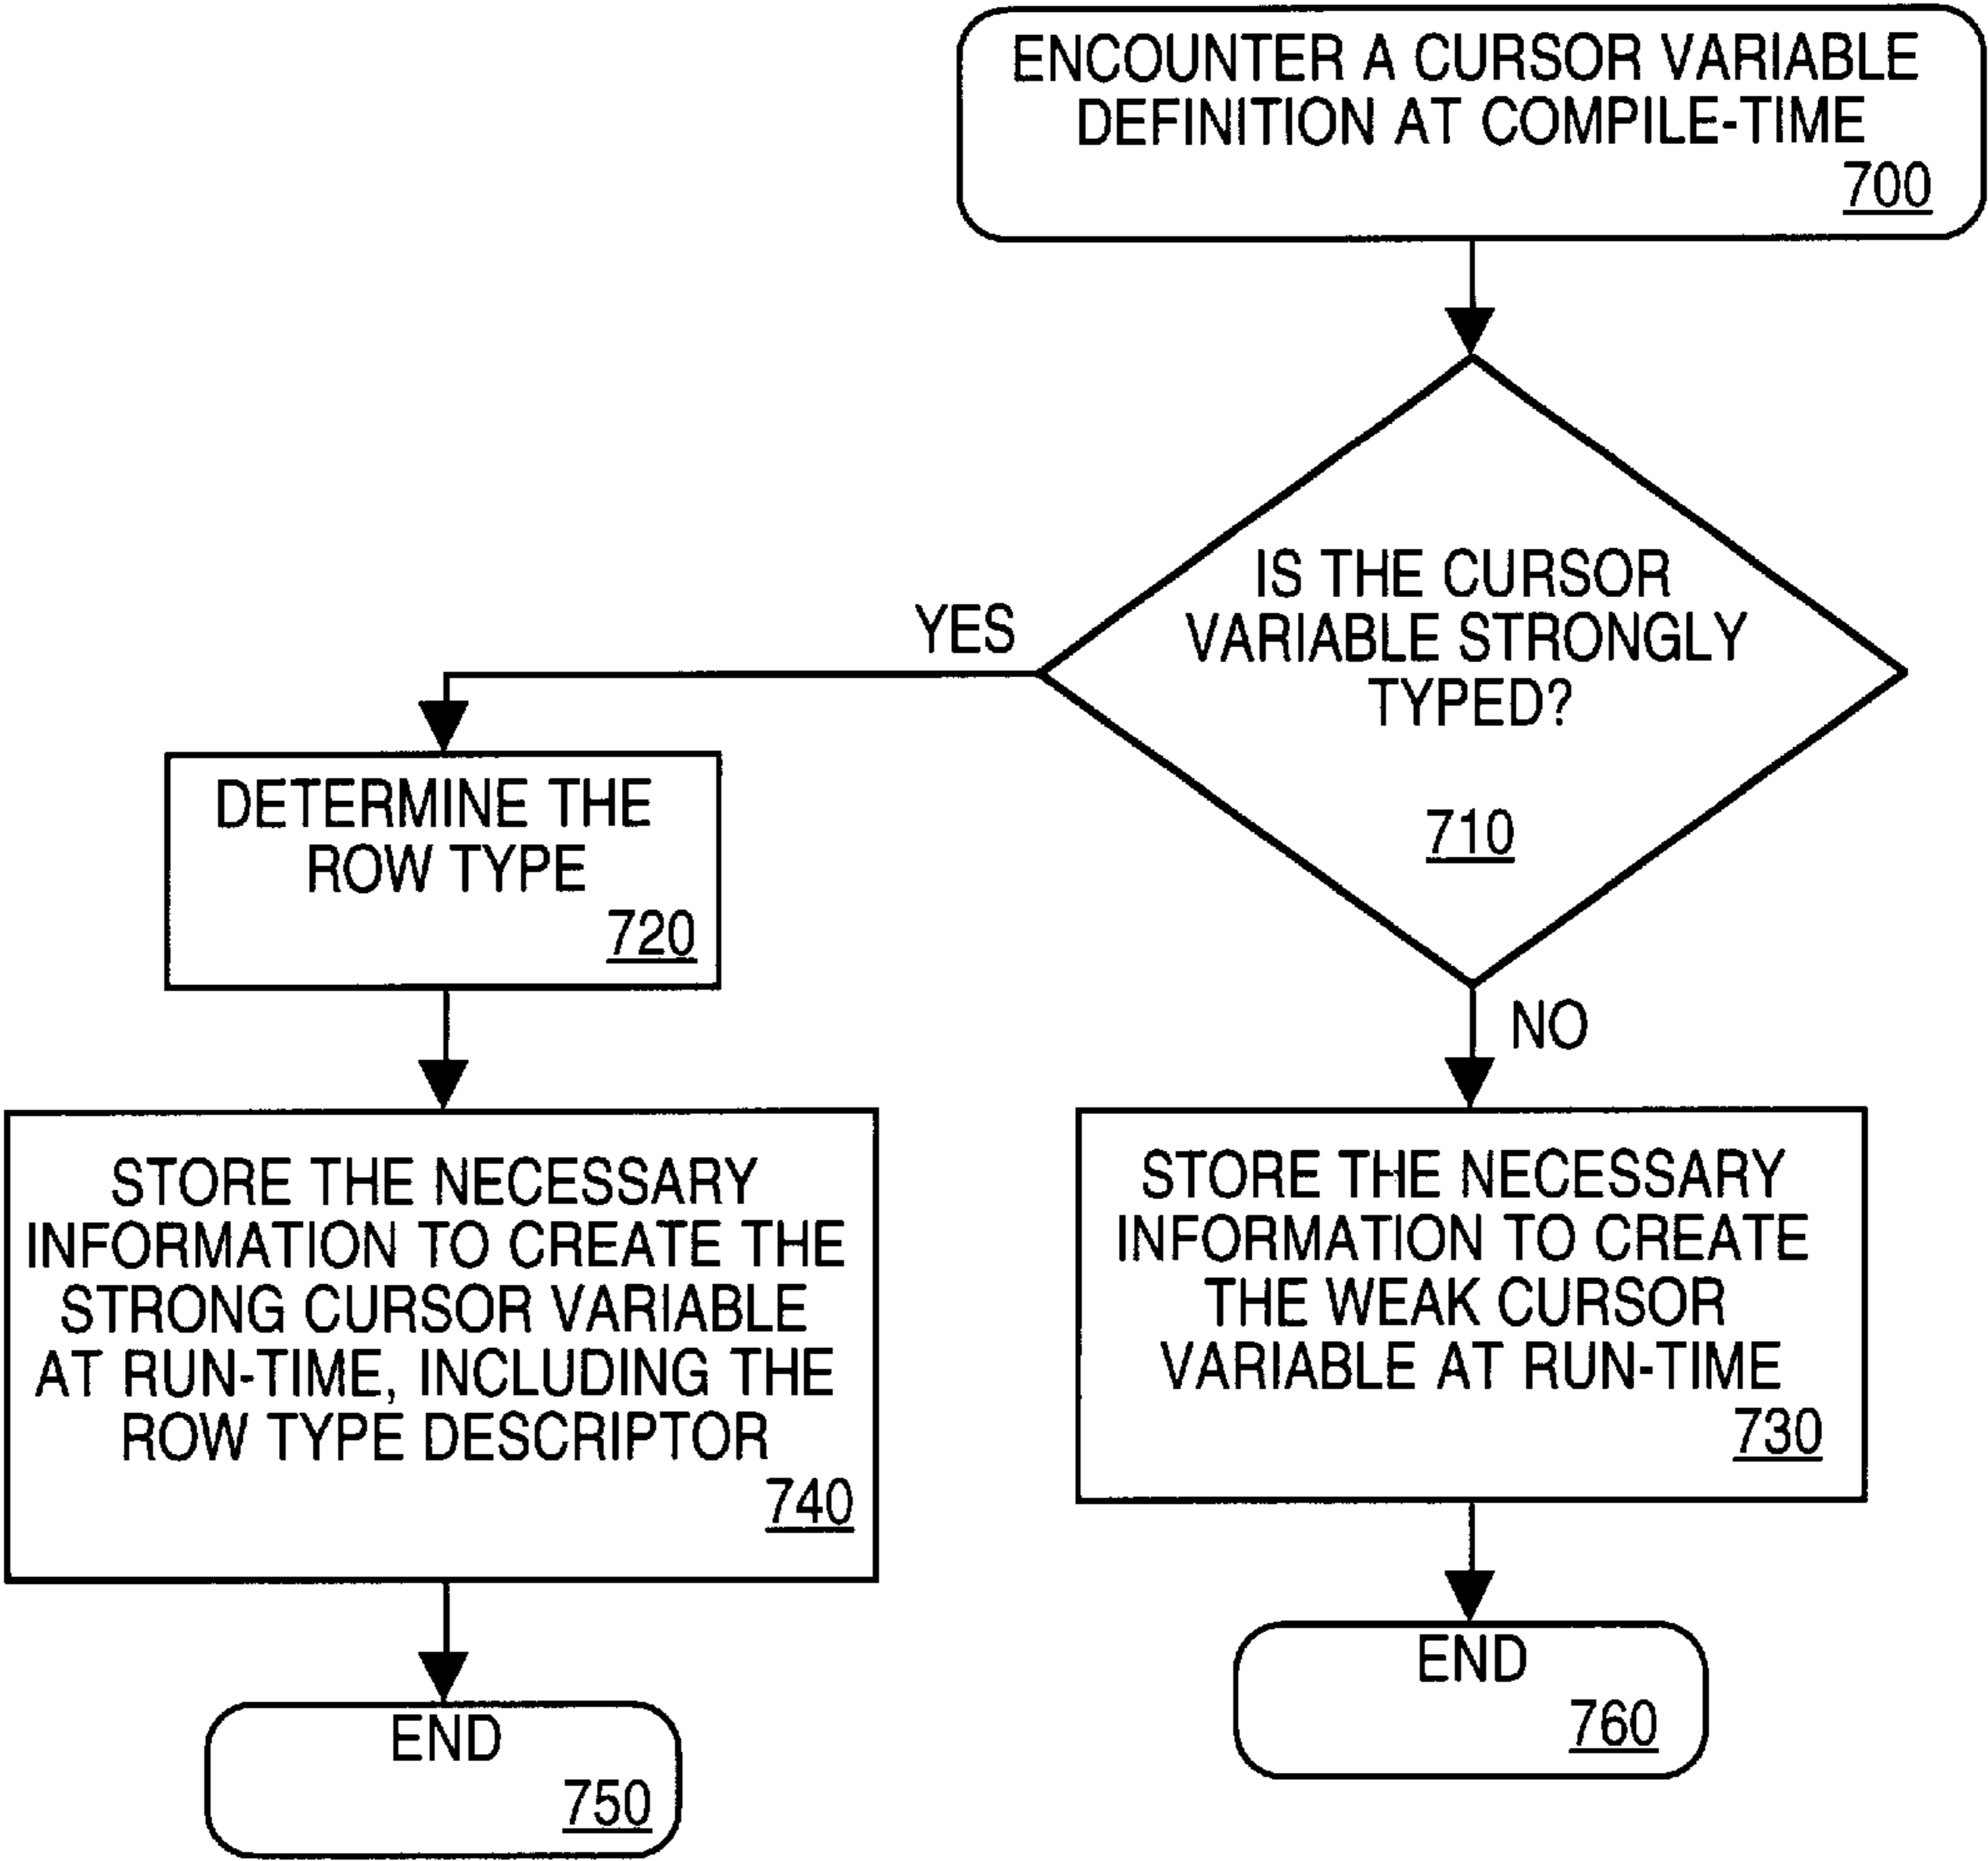 ENCOUNTER A CURSOR VARIABLE
DEFINITION AT COMPILE-TIME
700
IS THE CURSOR
VARIABLE STRONGLY
TYPED?
710
YES
NO
DETERMINE THE
ROW TYPE
720
STORE THE NECESSARY
INFORMATION TO CREATE THE
STRONG CURSOR VARIABLE
AT RUN-TIME, INCLUDING THE
ROW TYPE DESCRIPTOR
740
END
750
STORE THE NECESSARY
INFORMATION TO CREATE
THE WEAK CURSOR
VARIABLE AT RUN-TIME
730
END
760